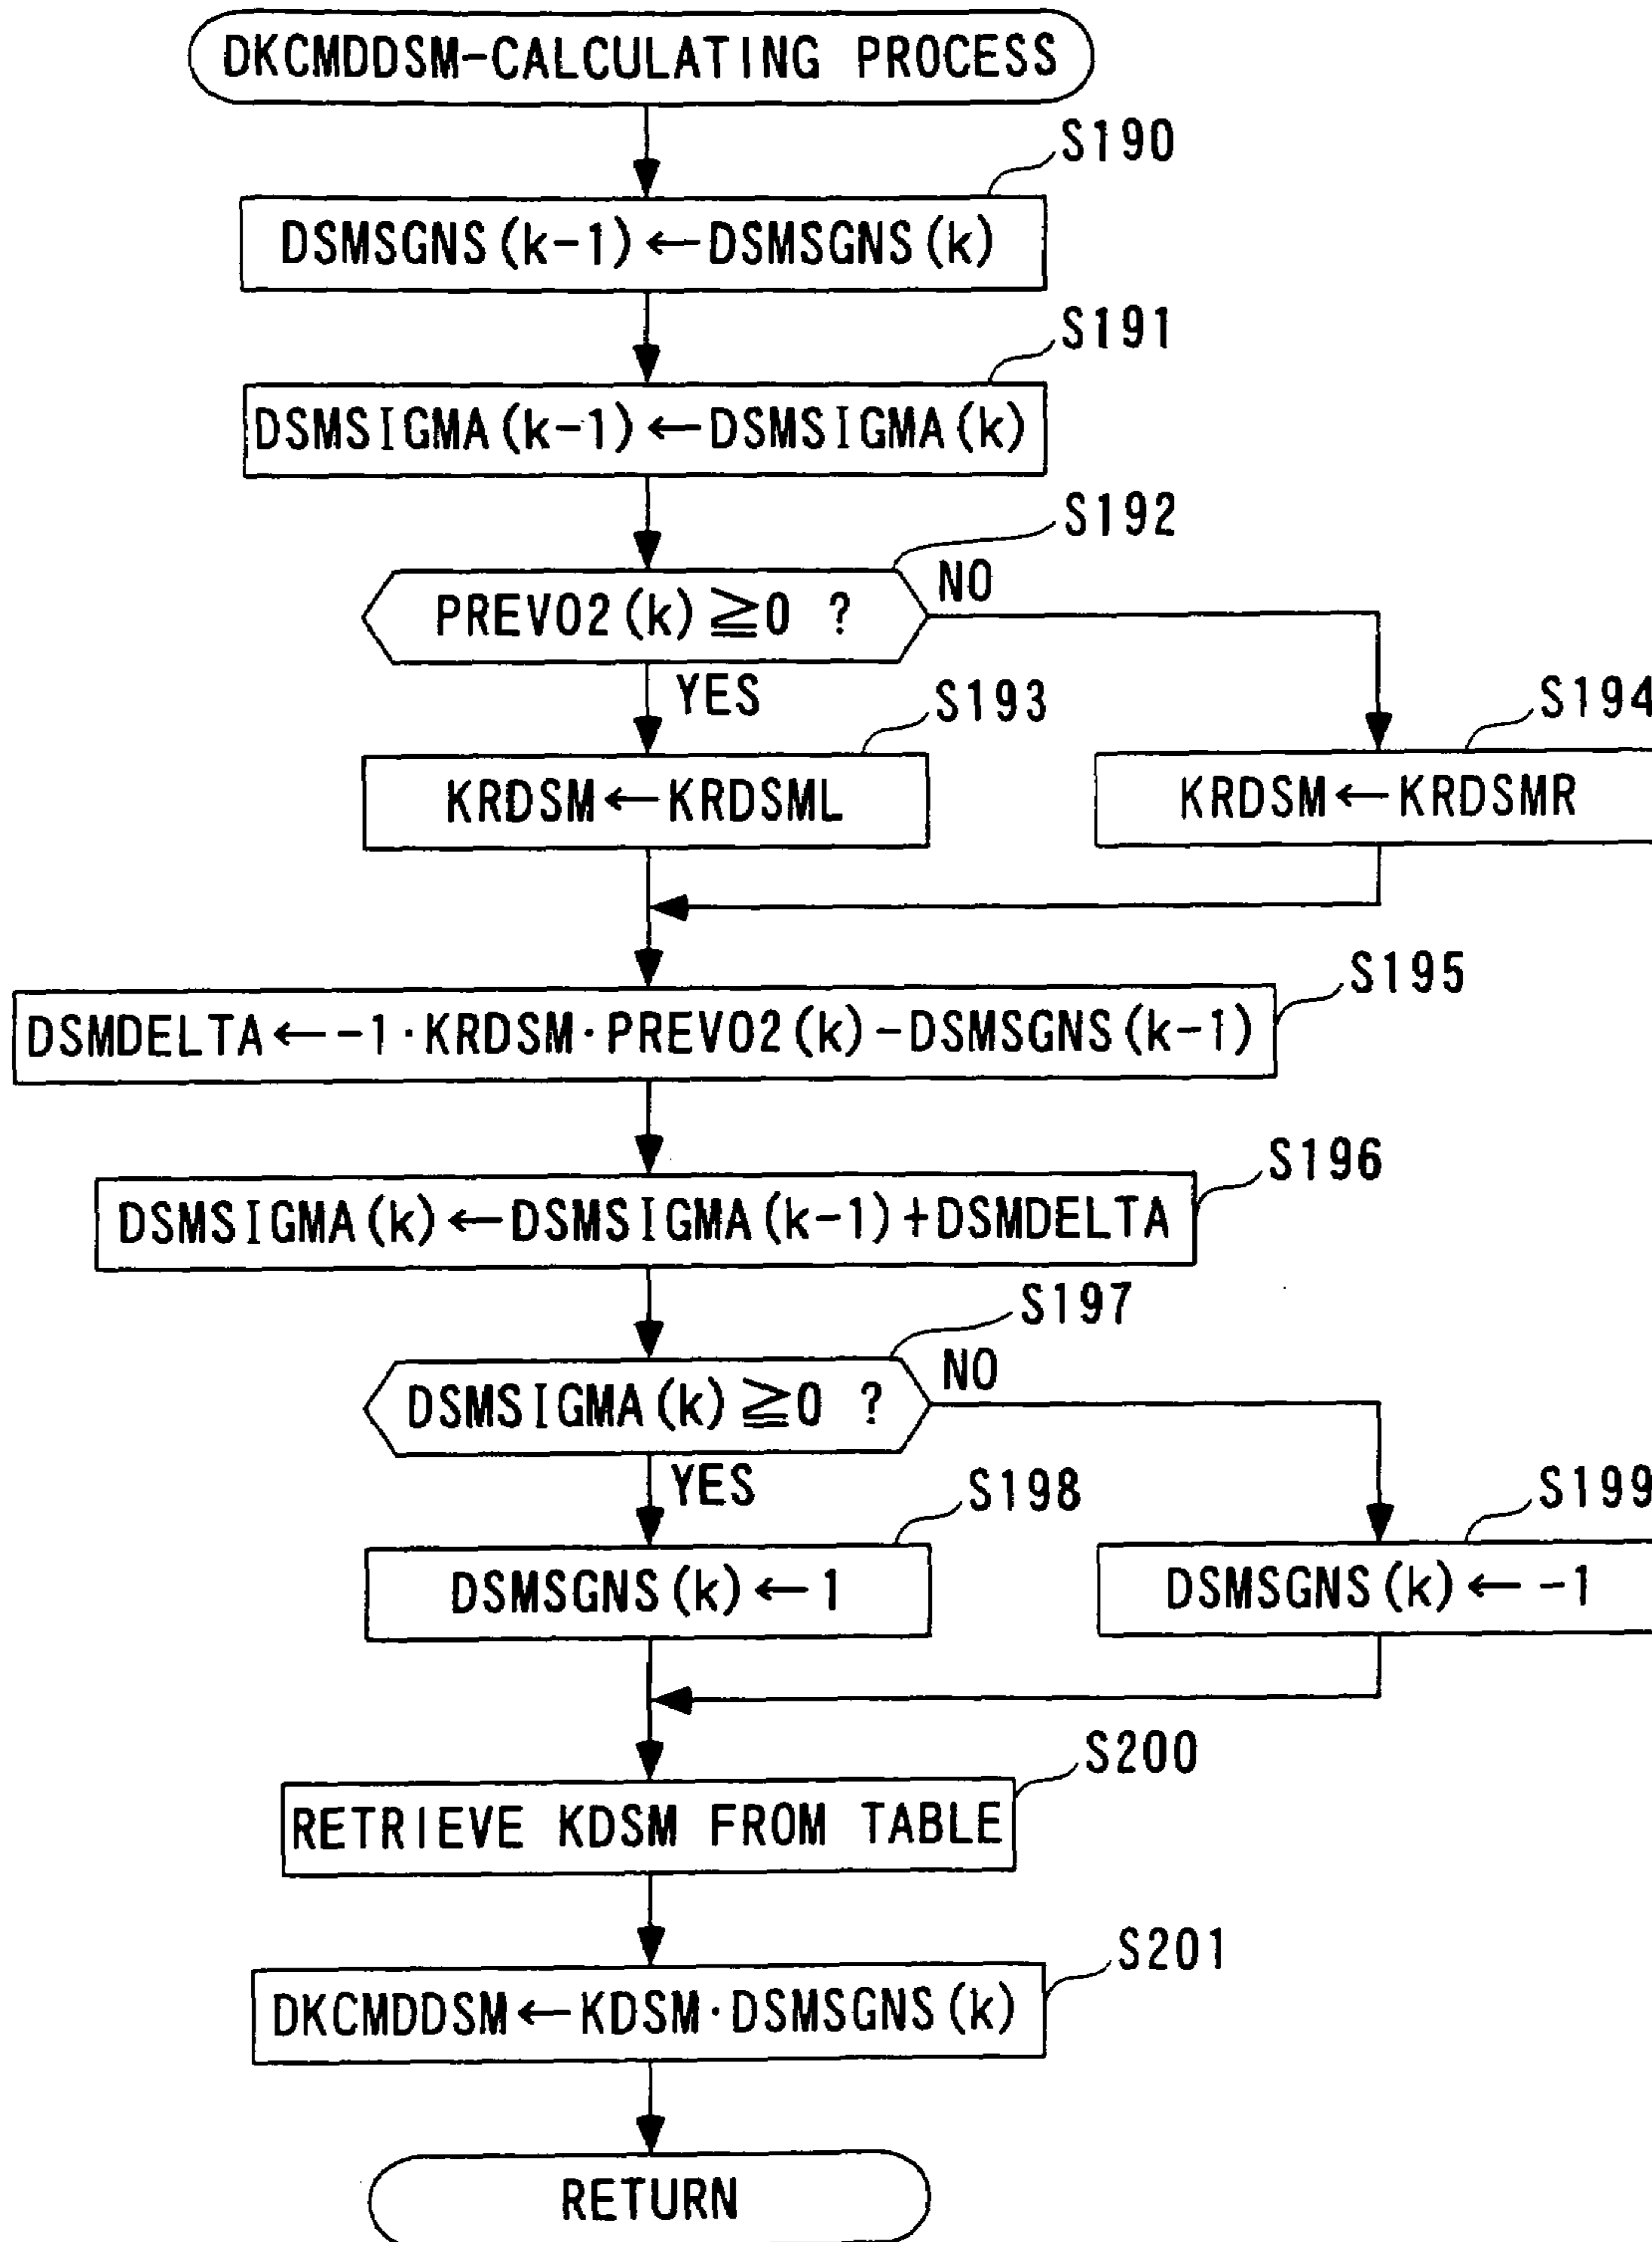 DKCMDDSM-CALCULATING PROCESS
S190
DSMSGNS(k-1)←DSMSGNS(k)
S191
DSMSIGMA(k-1)←DSMSIGMA(k)
S192
PREVO2(k)≧0 ?
NO
YES
S193
S194
KRDSM←KRDSML
KRDSM←KRDSMR
S195
DSMDELTA←-1·KRDSM·PREVO2(k)-DSMSGNS(k-1)
S196
DSMSIGMA(k)←DSMSIGMA(k-1)+DSMDELTA
S197
DSMSIGMA(k)≧0 ?
NO
YES
S198
S199
DSMSGNS(k)←1
DSMSGNS(k)←-1
S200
RETRIEVE KDSM FROM TABLE
S201
DKCMDDSM←KDSM·DSMSGNS(k)
RETURN